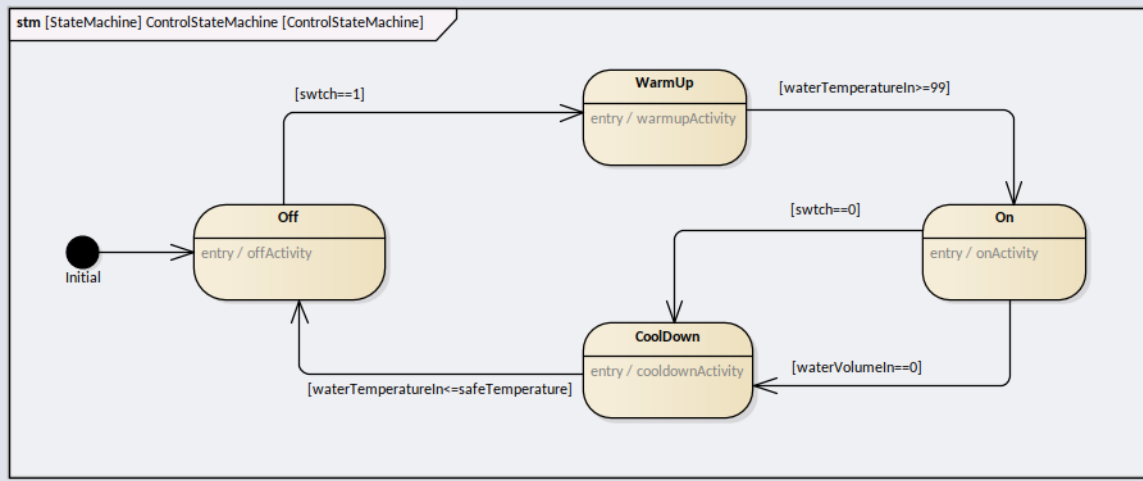 stm [StateMachine] ControlStateMachine [ControlStateMachine]
WarmUp
entry / warmupActivity
[swtch==1]
[waterTemperatureIn>=99]
Off
entry / offActivity
Initial
[swtch==0]
On
entry / onActivity
CoolDown
entry / cooldownActivity
[waterVolumeIn==0]
[waterTemperatureIn<=safeTemperature]